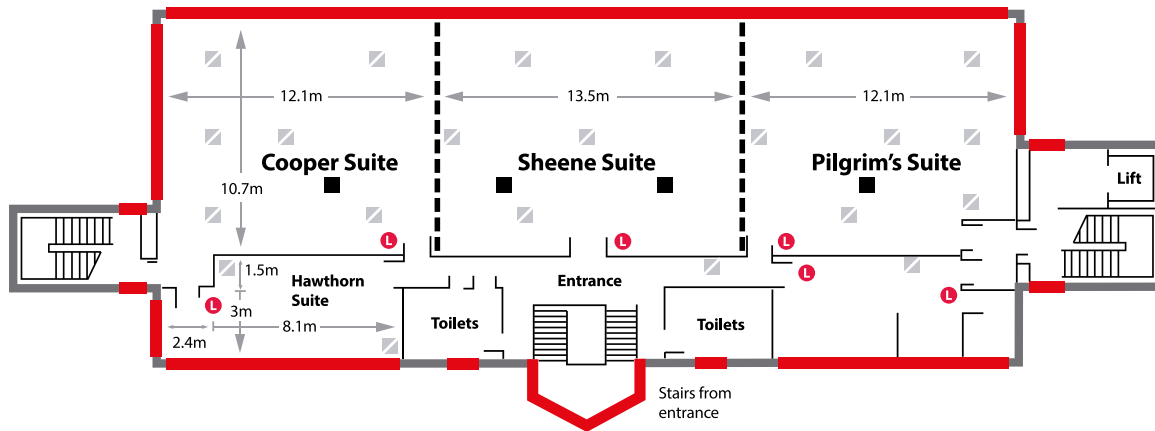 12.1m
13.5m
12.1m
Cooper Suite
Sheene Suite
Pilgrim's Suite
Lift
10.7m
L
L
L
1.5m
Hawthorn
Suite
Entrance
L
L
L
3m
8.1m
2.4m
Toilets
Toilets
Stairs from
entrance